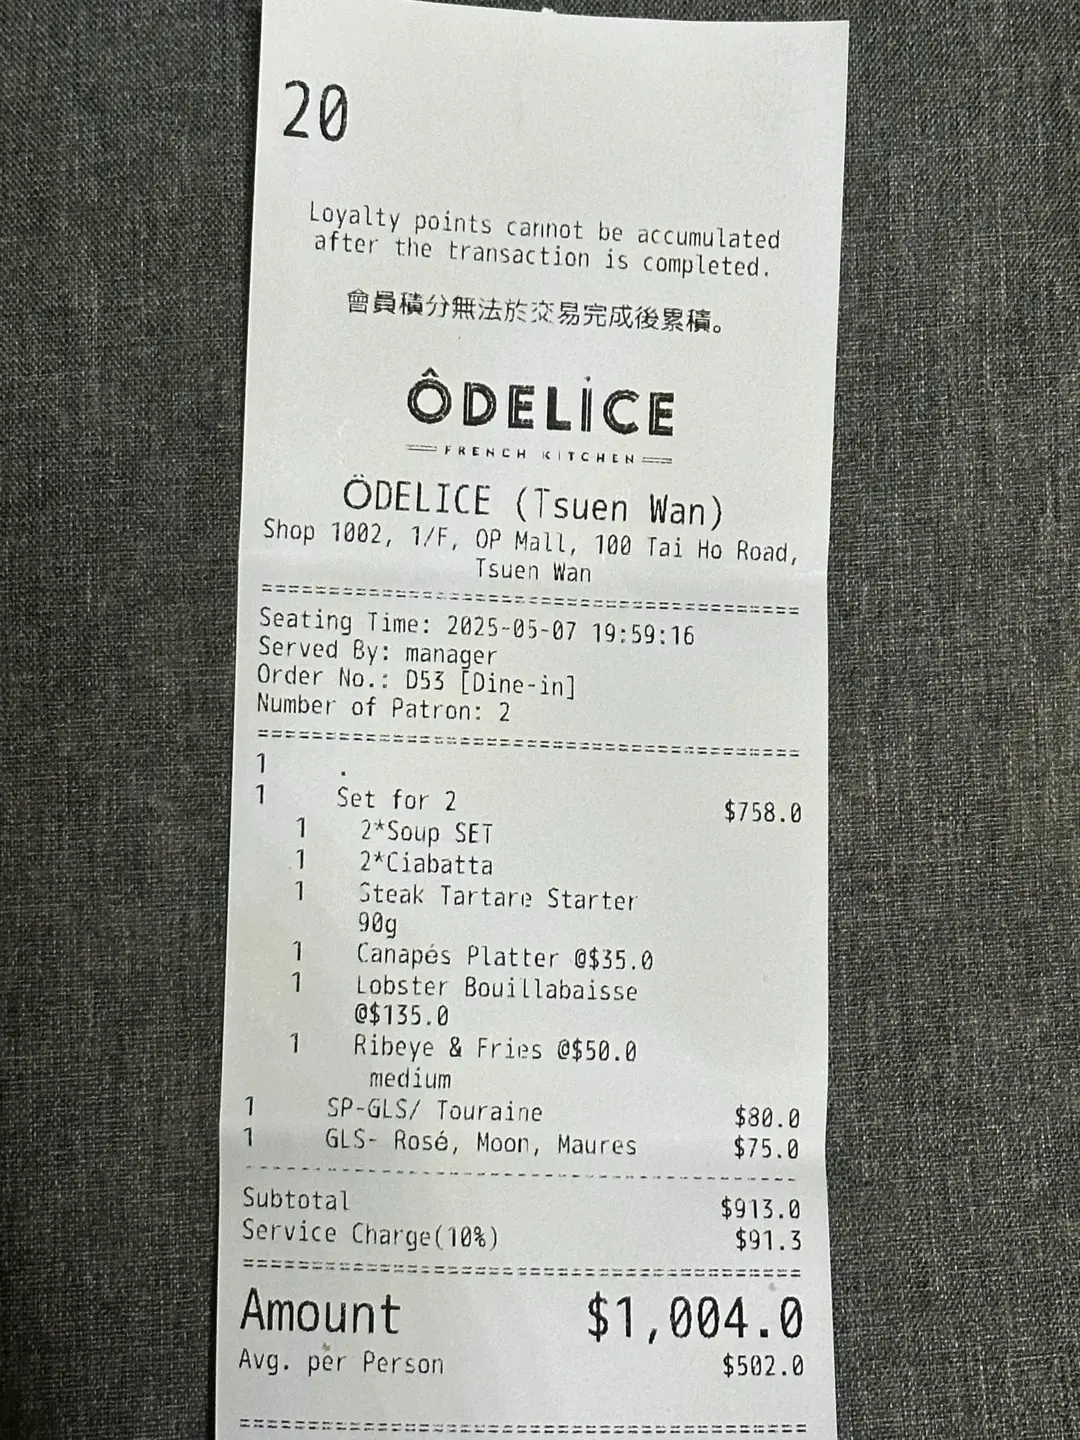 20
Loyalty points cannot be accumulated
after the transaction is completed.
會員積分無法於交易完成後累積。
ÔDELİCE
FRENCH KITCHEN
ÖDELICE (Tsuen Wan)
Shop 1002, 1/F, OP Mall, 100 Tai Ho Road,
Tsuen Wan
Seating Time: 2025-05-07 19:59:16
Served By: manager
Order No.: D53 [Dine-in]
Number of Patron: 2
1 .
1 Set for 2 $758.0
1 2*Soup SET
1 2*Ciabatta
1 Steak Tartare Starter
90g
1 Canapés Platter @$35.0
1 Lobster Bouillabaisse
@$135.0
1 Ribeye & Fries @$50.0
medium
1 SP-GLS/ Touraine $80.0
1 GLS- Rosé, Moon, Maures $75.0
Subtotal $913.0
Service Charge(10%) $91.3
Amount $1,004.0
Avg. per Person $502.0